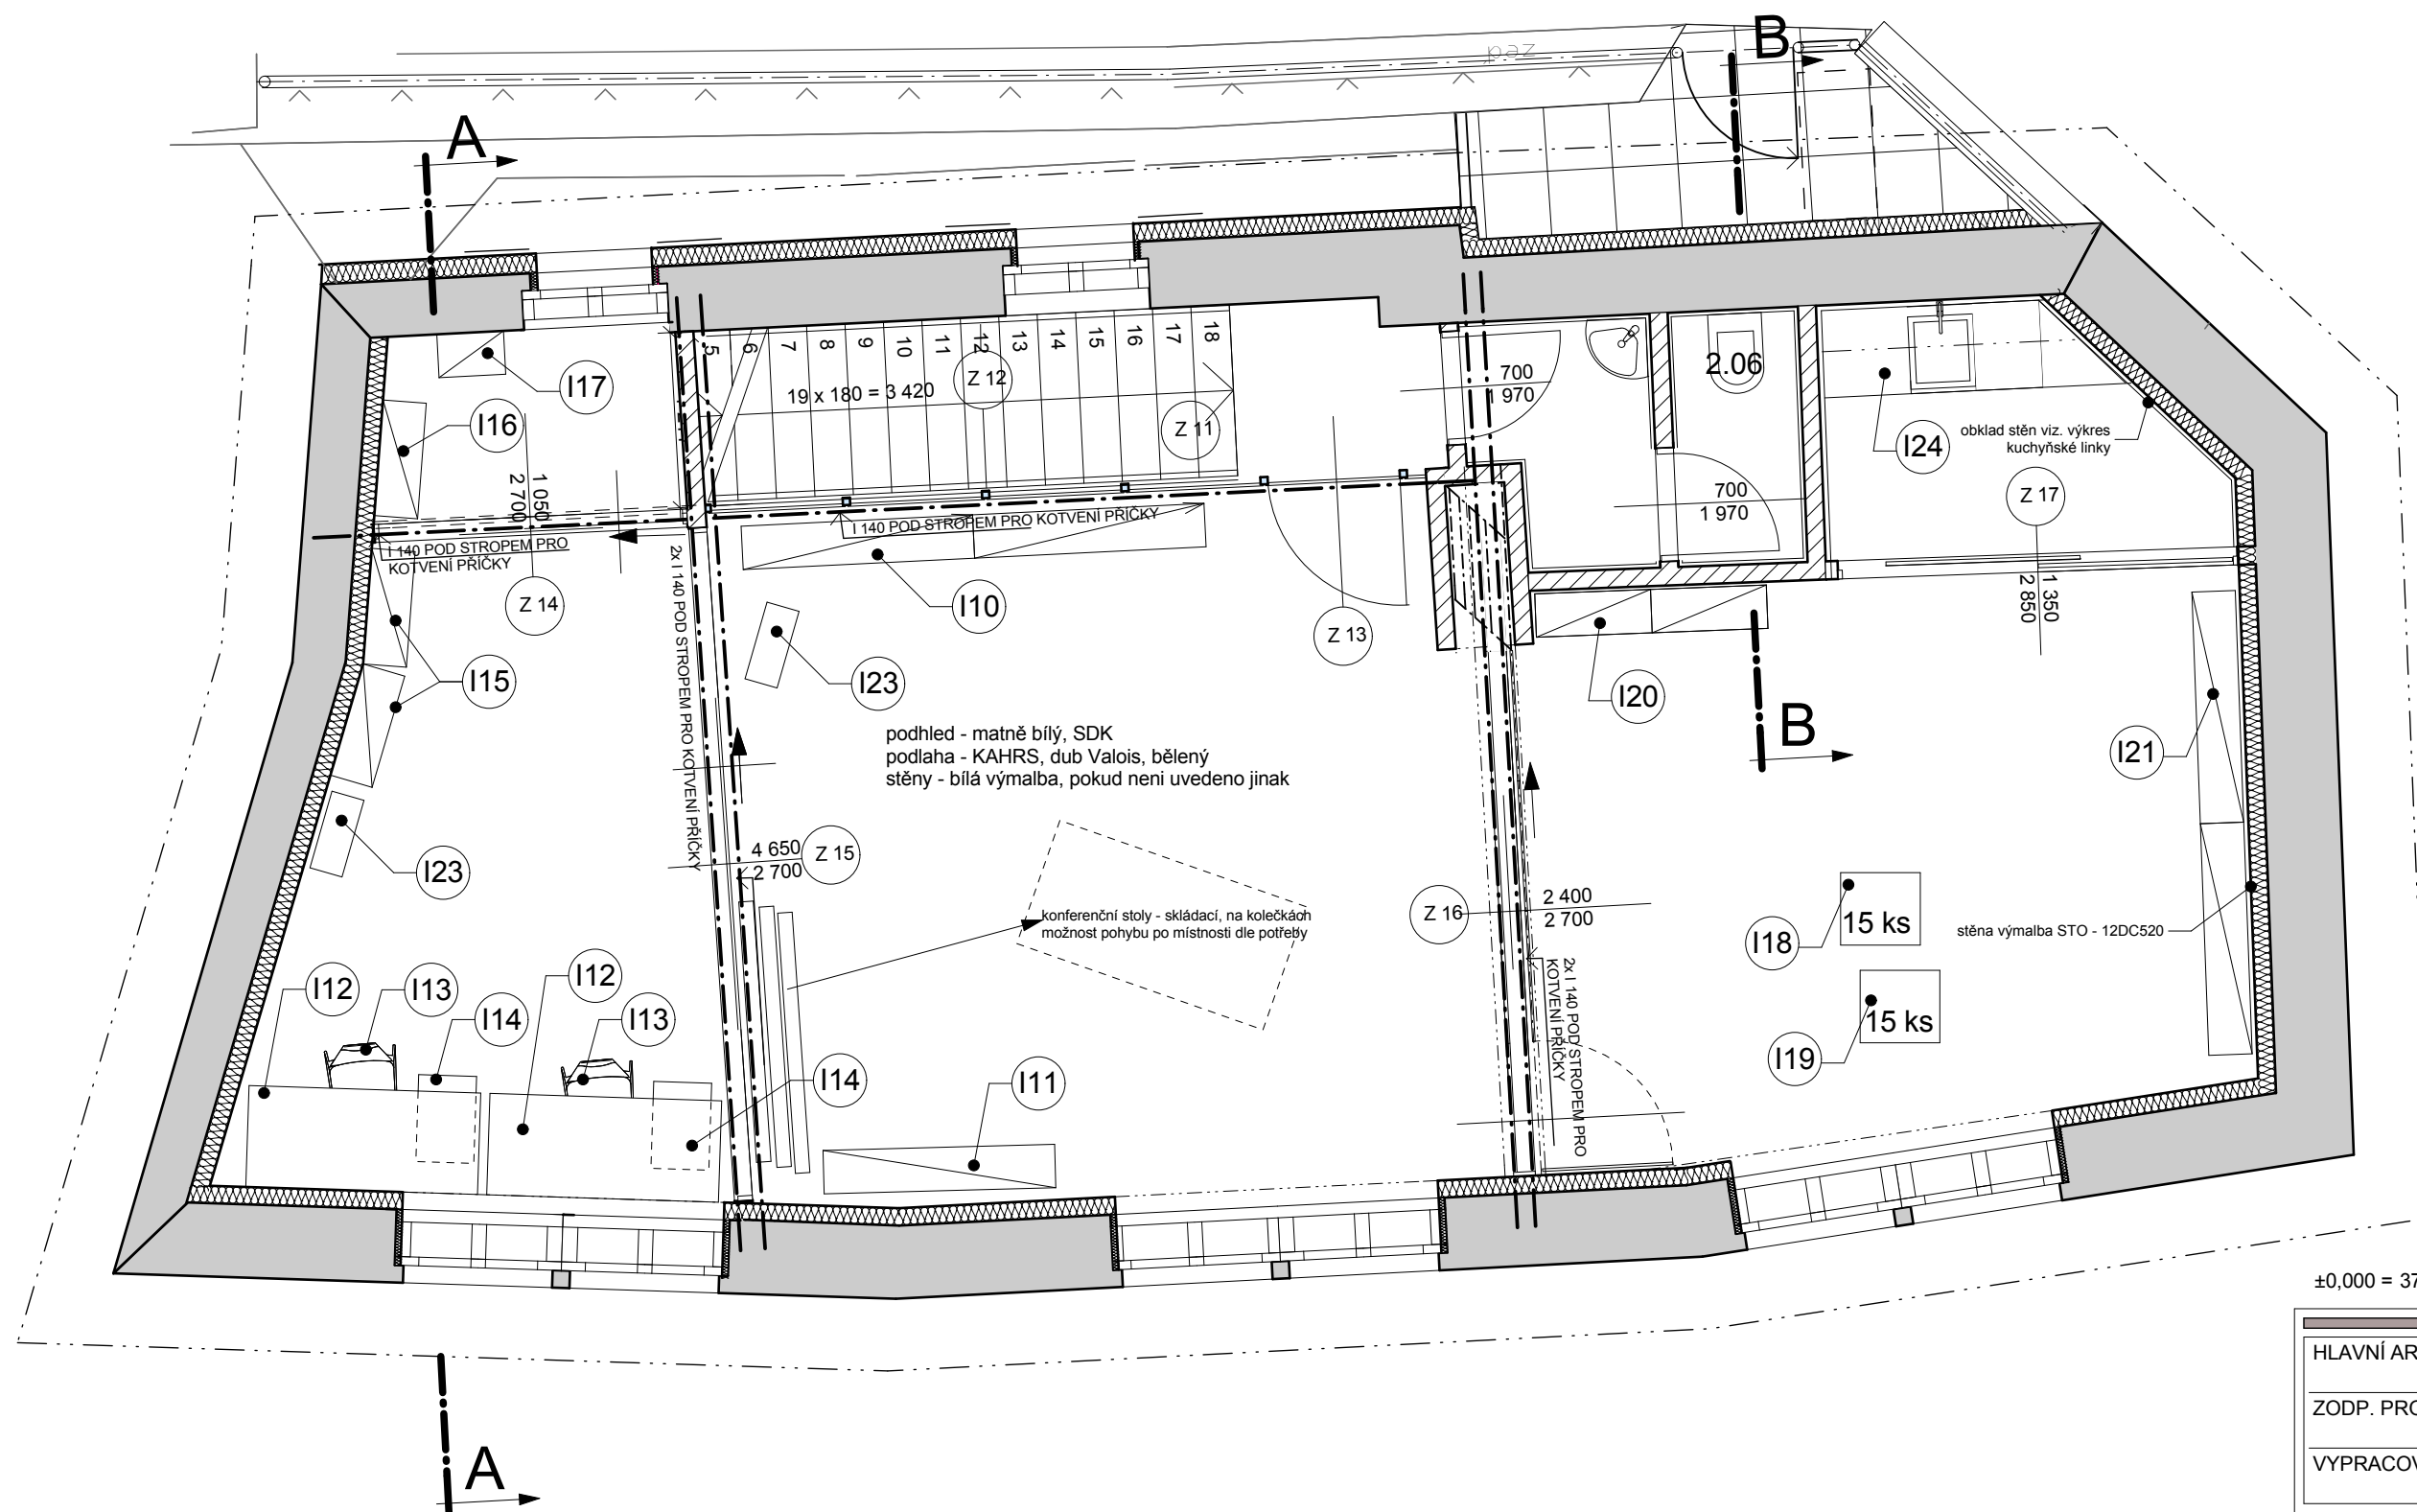 paz
B
A
I17
I16
5
6
7
8
9
10
11
12
13
14
15
16
17
18
19 x 180 = 3 420
Z 12
Z 11
700
1 970
2.06
I24
obklad stěn viz. výkres
kuchyňské linky
Z 17
700
1 970
1 050
2 700
I 140 POD STROPEM PRO
KOTVENÍ PŘÍČKY
Z 14
I 140 POD STROPEM PRO KOTVENÍ PŘÍČKY
2x I 140 POD STROPEM PRO KOTVENÍ PŘÍČKY
I10
Z 13
1 350
2 850
I15
I23
I20
B
I21
podhled - matně bílý, SDK
podlaha - KAHRS, dub Valois, bělený
stěny - bílá výmalba, pokud neni uvedeno jinak
I23
4 650
2 700
Z 15
konferenční stoly - skládací, na kolečkách
možnost pohybu po místnosti dle potřeby
Z 16
2 400
2 700
I18
15 ks
stěna výmalba STO - 12DC520
I19
15 ks
2x I 140 POD STROPEM PRO
KOTVENÍ PŘÍČKY
I12
I13
I14
I12
I13
I14
I11
±0,000 = 37
HLAVNÍ AR
ZODP. PRO
VYPRACOV
A